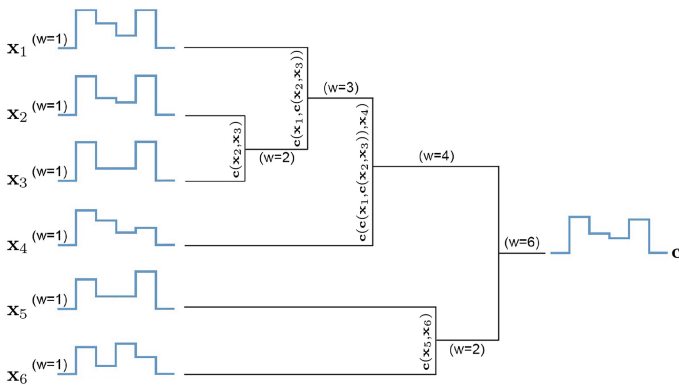 x₁ (w=1)
x₂ (w=1)
x₃ (w=1)
x₄ (w=1)
x₅ (w=1)
x₆ (w=1)
c(x₂,x₃)
(w=2)
c(x₁,c(x₂,x₃))
(w=3)
c(c(x₁,c(x₂,x₃)),x₄)
(w=4)
c(x₅,x₆)
(w=2)
(w=6)
c